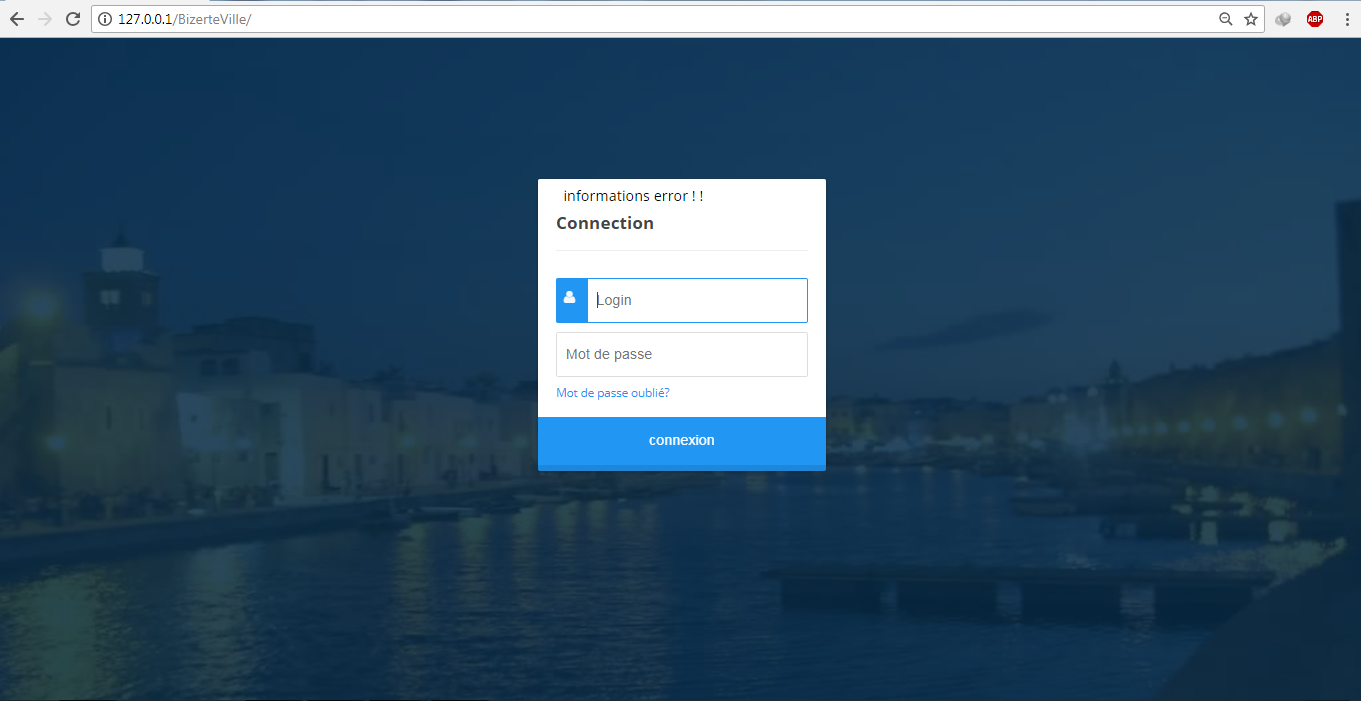 127.0.0.1/BizerteVille/
ABP
informations error ! !
Connection
Login
Mot de passe
Mot de passe oublié?
connexion